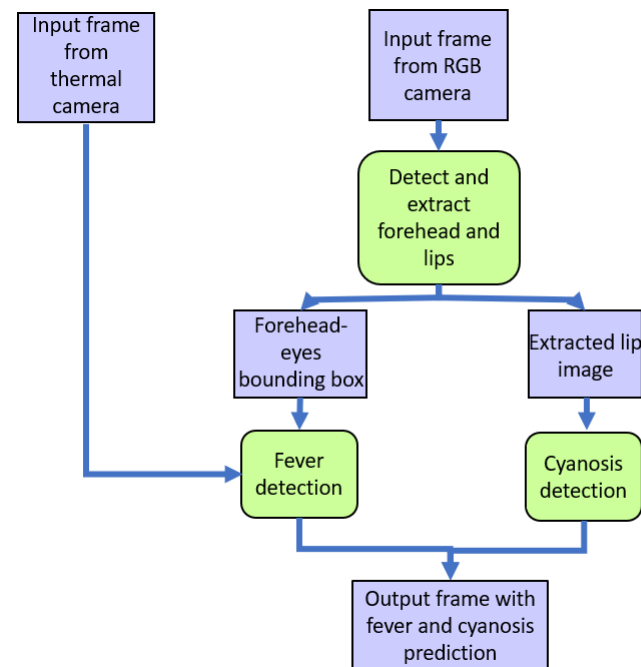 Input frame
from
thermal
camera
Input frame
from RGB
camera
Detect and
extract
forehead and
lips
Forehead-
eyes
bounding box
Extracted lip
image
Fever
detection
Cyanosis
detection
Output frame with
fever and cyanosis
prediction